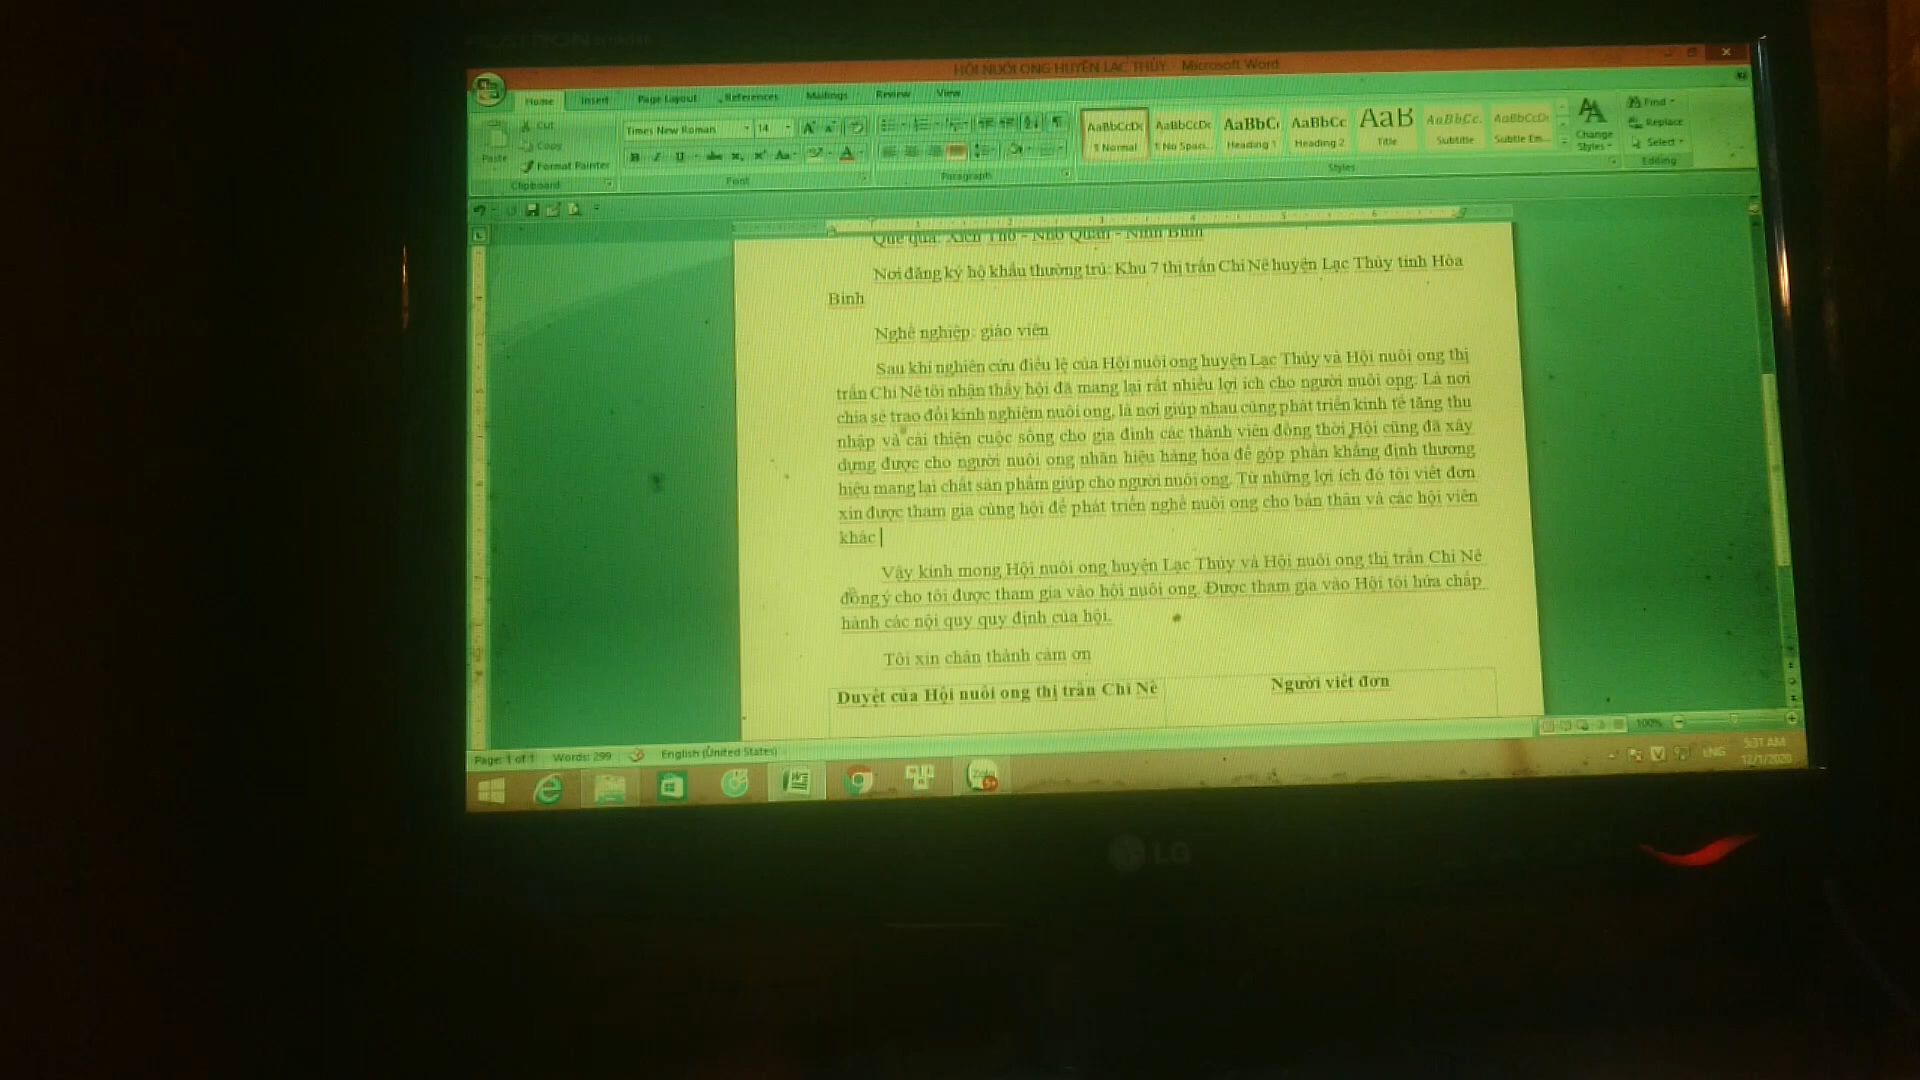 HỘI NUÔI ONG HUYỆN LẠC THỦY - Microsoft Word
Home Insert Page Layout References Mailings Review View
Paste
Cut
Copy
Format Painter
Clipboard
Times New Roman 14
Font
Paragraph
AaBbCcDc AaBbCcDc AaBbC AaBbCc AaB AaBbCc. AaBbCcDi
¶ Normal ¶ No Spaci... Heading 1 Heading 2 Title Subtitle Subtle Em...
Styles
Change Styles
Find
Replace
Select
Editing
Nơi đăng ký hộ khẩu thường trú: Khu 7 thị trấn Chi Nê huyện Lạc Thủy tỉnh Hòa
Bình
Nghề nghiệp: giáo viên
Sau khi nghiên cứu điều lệ của Hội nuôi ong huyện Lạc Thủy và Hội nuôi ong thị
trấn Chi Nê tôi nhận thấy hội đã mang lại rất nhiều lợi ích cho người nuôi ong: Là nơi
chia sẻ trao đổi kinh nghiệm nuôi ong, là nơi giúp nhau cùng phát triển kinh tế tăng thu
nhập và cải thiện cuộc sống cho gia đình các thành viên đồng thời Hội cũng đã xây
dựng được cho người nuôi ong nhãn hiệu hàng hóa để góp phần khẳng định thương
hiệu mang lại chất sản phẩm giúp cho người nuôi ong. Từ những lợi ích đó tôi viết đơn
xin được tham gia cùng hội để phát triển nghề nuôi ong cho bản thân và các hội viên
khác
Vậy kính mong Hội nuôi ong huyện Lạc Thủy và Hội nuôi ong thị trấn Chi Nê
đồng ý cho tôi được tham gia vào hội nuôi ong. Được tham gia vào Hội tôi hứa chấp
hành các nội quy quy định của hội.
Tôi xin chân thành cảm ơn
Duyệt của Hội nuôi ong thị trấn Chi Nê Người viết đơn
Page: 1 of 1 Words: 299 English (United States) 100%
ENG 5:31 AM
12/1/2020
LG